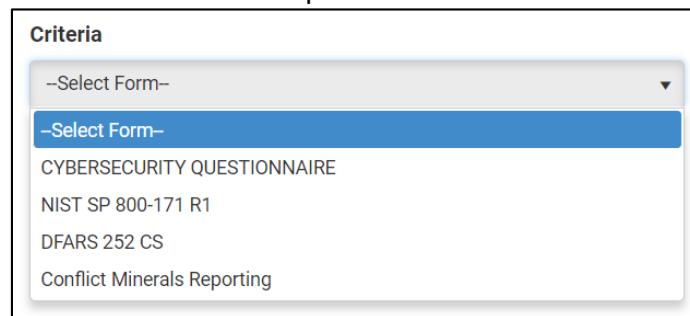 Criteria
--Select Form--
--Select Form--
CYBERSECURITY QUESTIONNAIRE
NIST SP 800-171 R1
DFARS 252 CS
Conflict Minerals Reporting